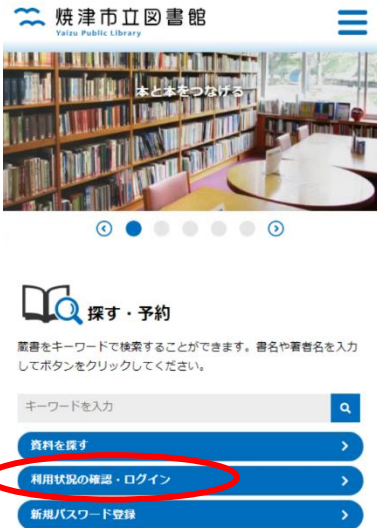 焼津市立図書館
Yaizu Public Library
本と本をつなげる
探す・予約
蔵書をキーワードで検索することができます。書名や著者名を入力
してボタンをクリックしてください。
キーワードを入力
資料を探す
利用状況の確認・ログイン
新規パスワード登録